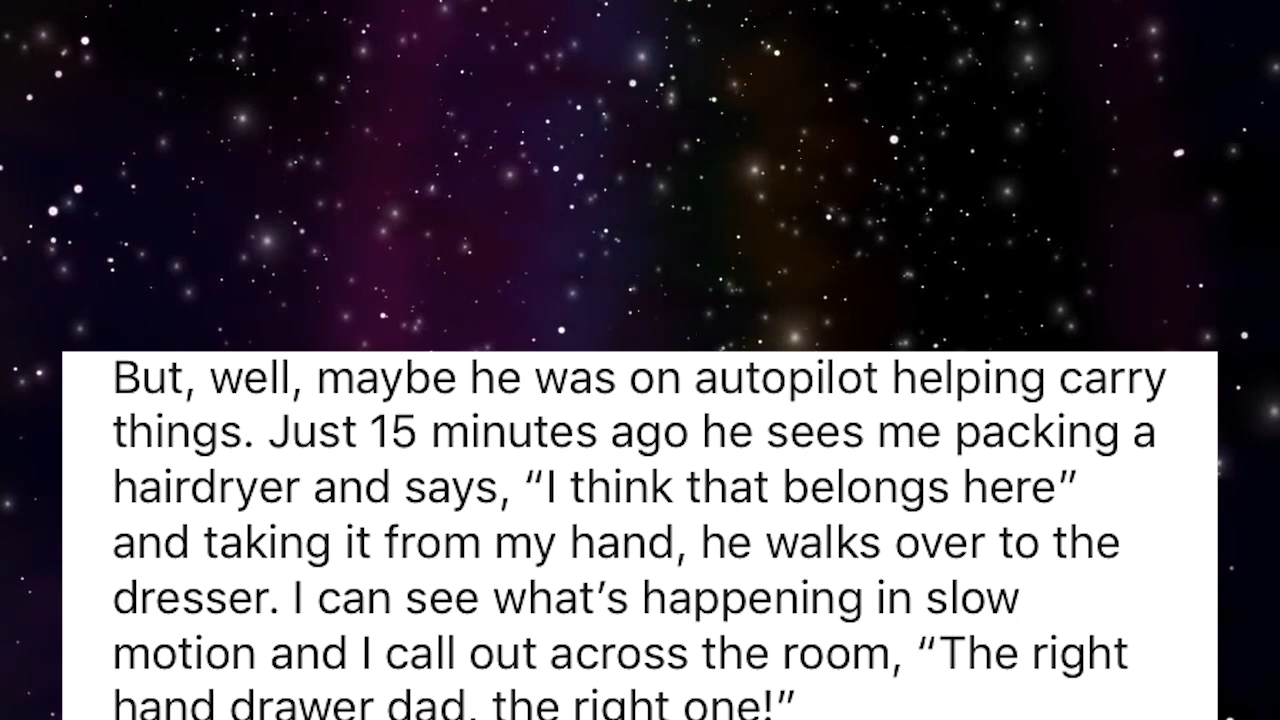 But, well, maybe he was on autopilot helping carry
things. Just 15 minutes ago he sees me packing a
hairdryer and says, “I think that belongs here”
and taking it from my hand, he walks over to the
dresser. I can see what’s happening in slow
motion and I call out across the room, “The right
hand drawer dad, the right one!”